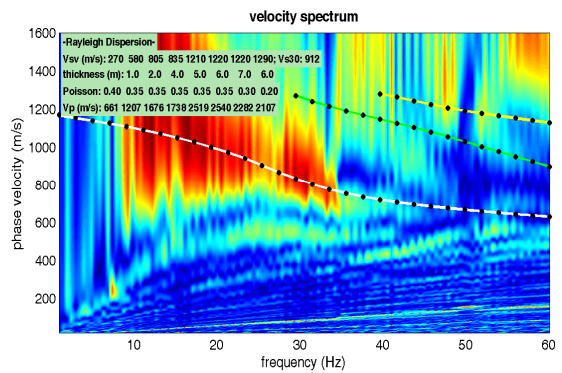 velocity spectrum
-Rayleigh Dispersion-
Vsv (m/s): 270 580 805 835 1210 1220 1220 1290; Vs30: 912
thickness (m): 1.0 2.0 4.0 5.0 6.0 7.0 6.0
Poisson: 0.40 0.35 0.35 0.35 0.35 0.35 0.30 0.20
Vp (m/s): 661 1207 1676 1738 2519 2540 2282 2107
phase velocity (m/s)
1600
1400
1200
1000
800
600
400
200
10 20 30 40 50 60
frequency (Hz)